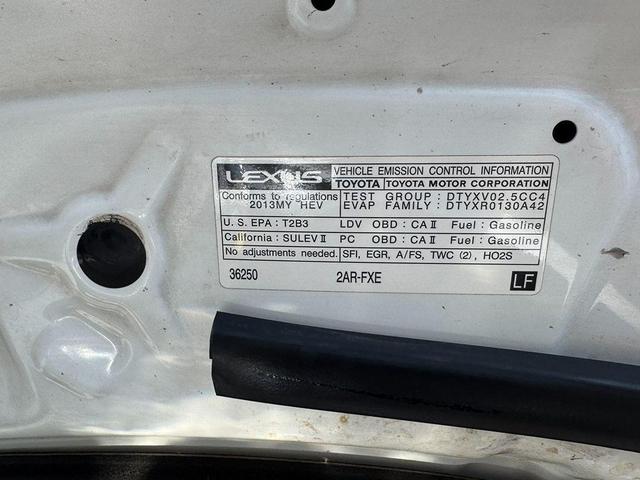 LEXUS VEHICLE EMISSION CONTROL INFORMATION
TOYOTA TOYOTA MOTOR CORPORATION
Conforms to regulations TEST GROUP : DTYXV02.5CC4
2013MY HEV EVAP FAMILY : DTYXR0130A42
U.S. EPA : T2B3 LDV OBD : CA II Fuel : Gasoline
California : SULEV II PC OBD : CA II Fuel : Gasoline
No adjustments needed. SFI, EGR, A/FS, TWC (2), HO2S
36250 2AR-FXE LF